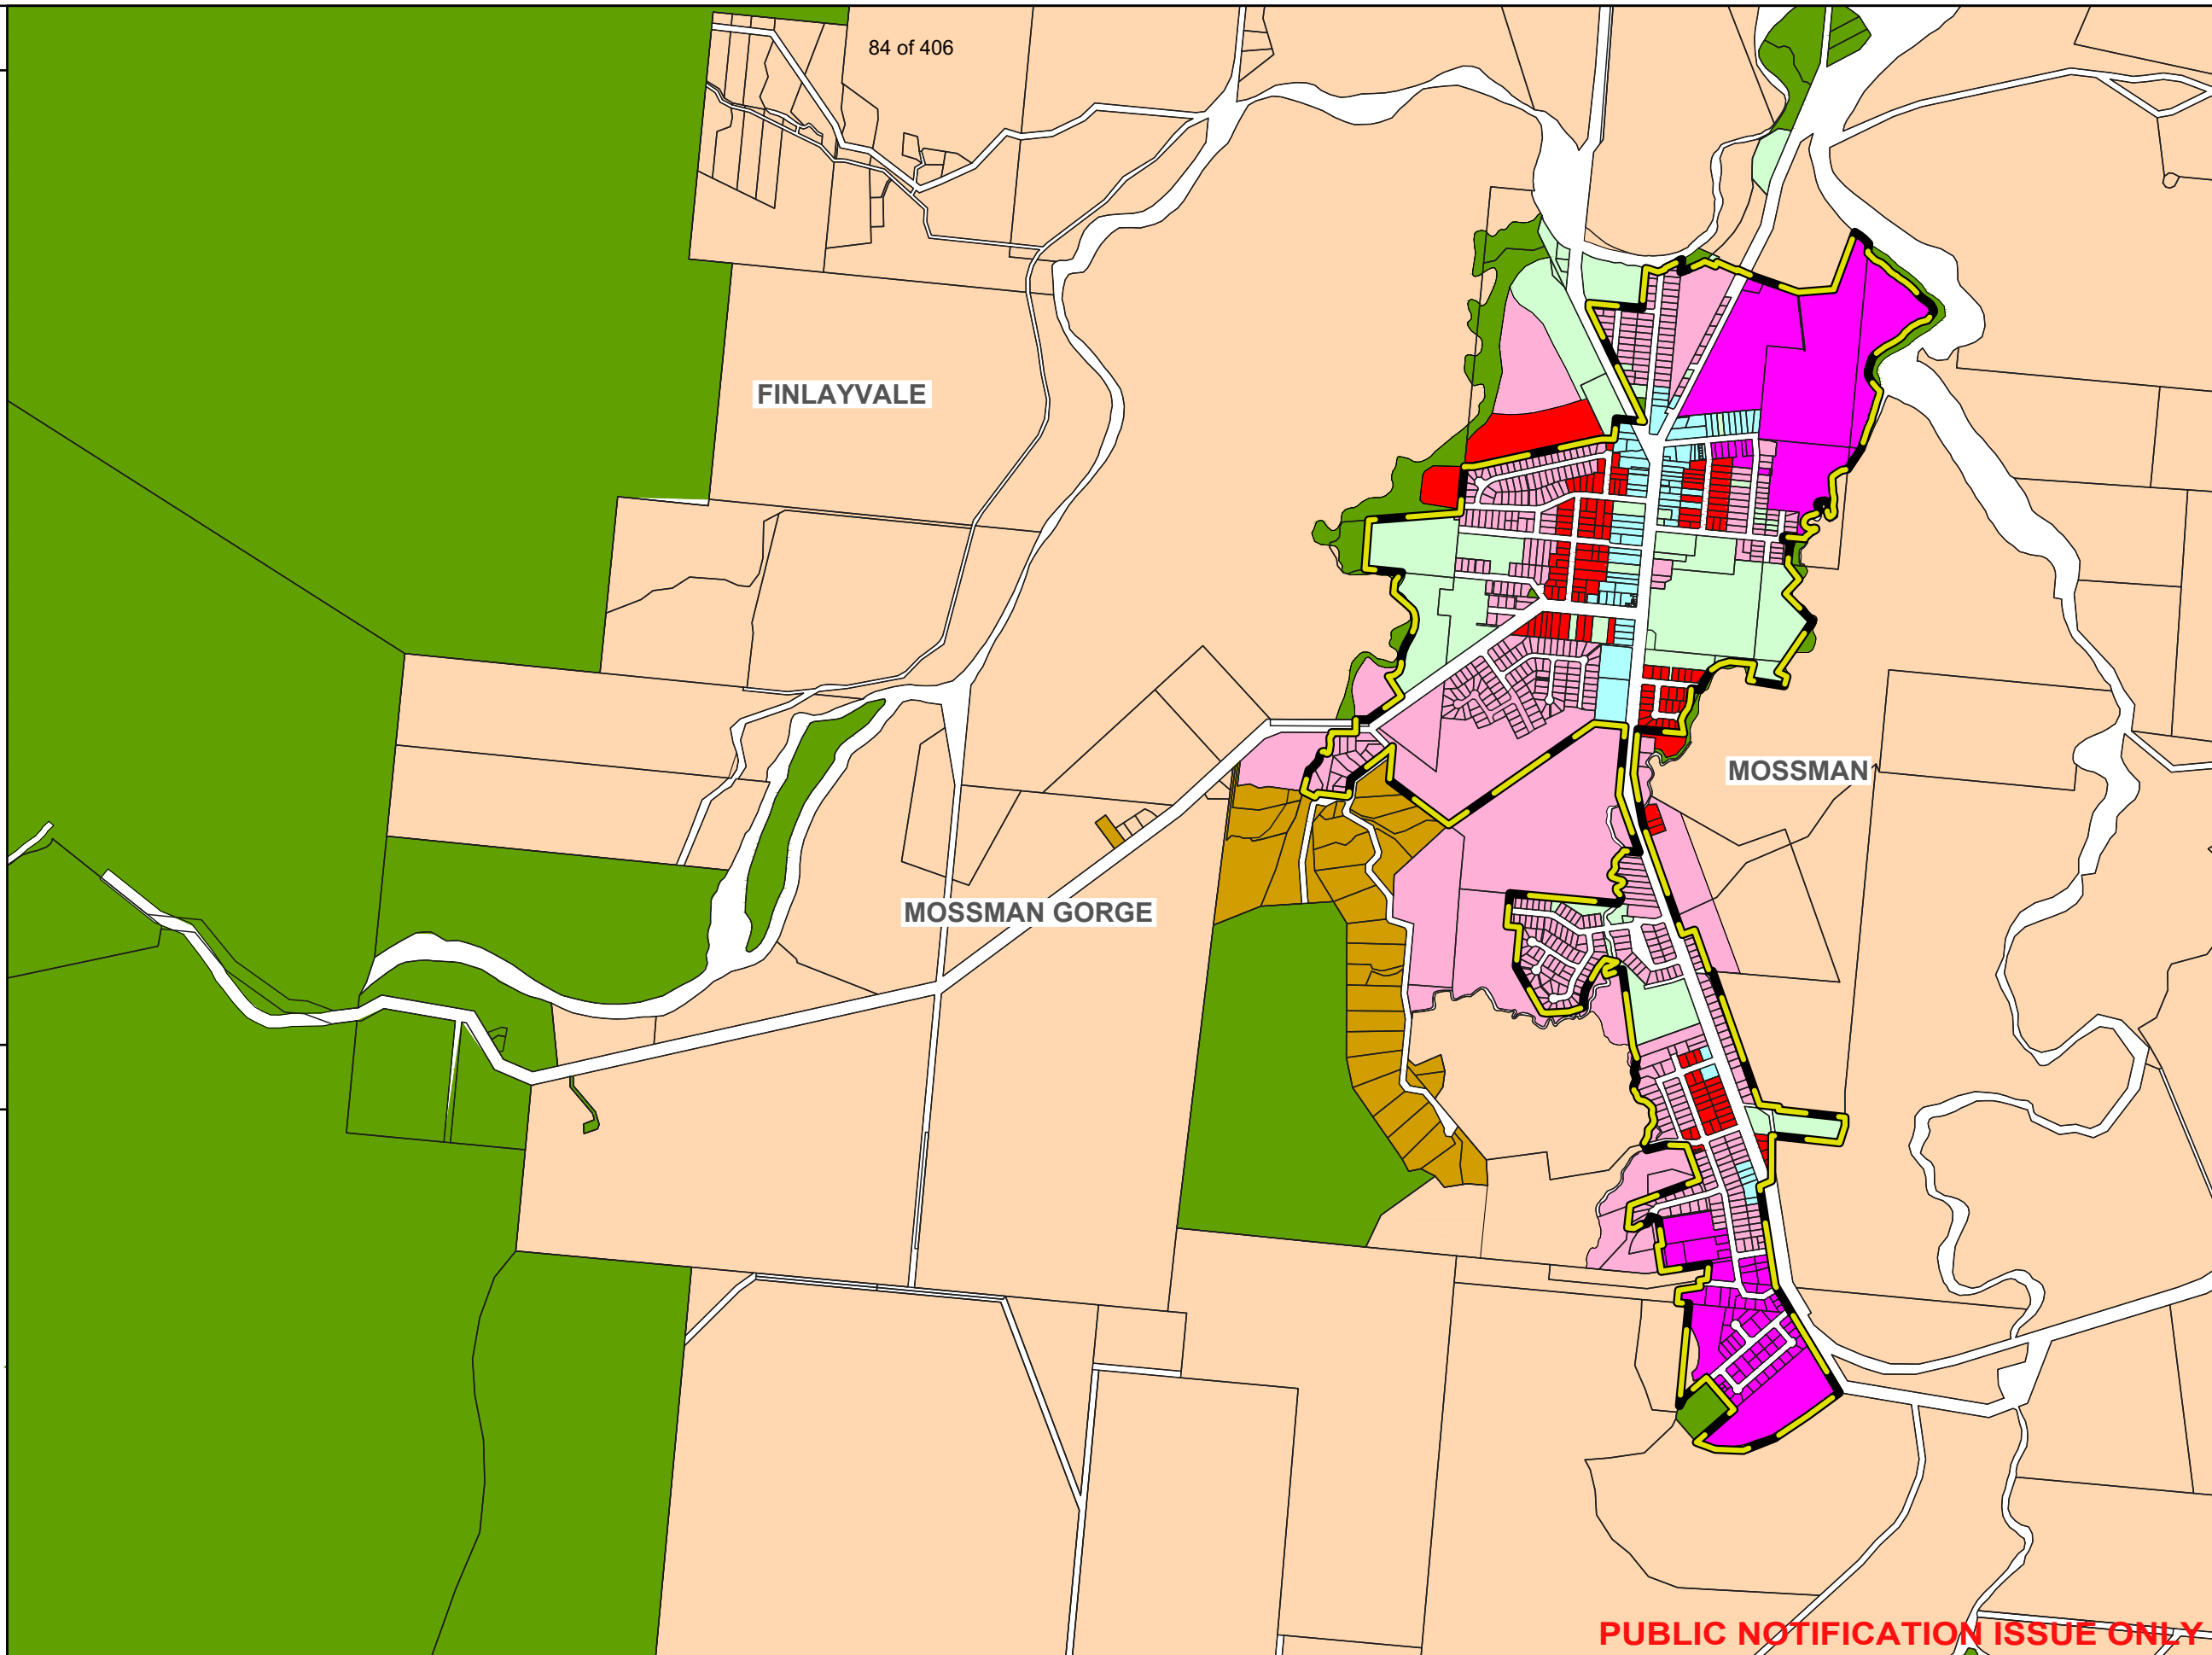 84 of 406
FINLAYVALE
MOSSMAN
MOSSMAN GORGE
PUBLIC NOTIFICATION ISSUE ONLY